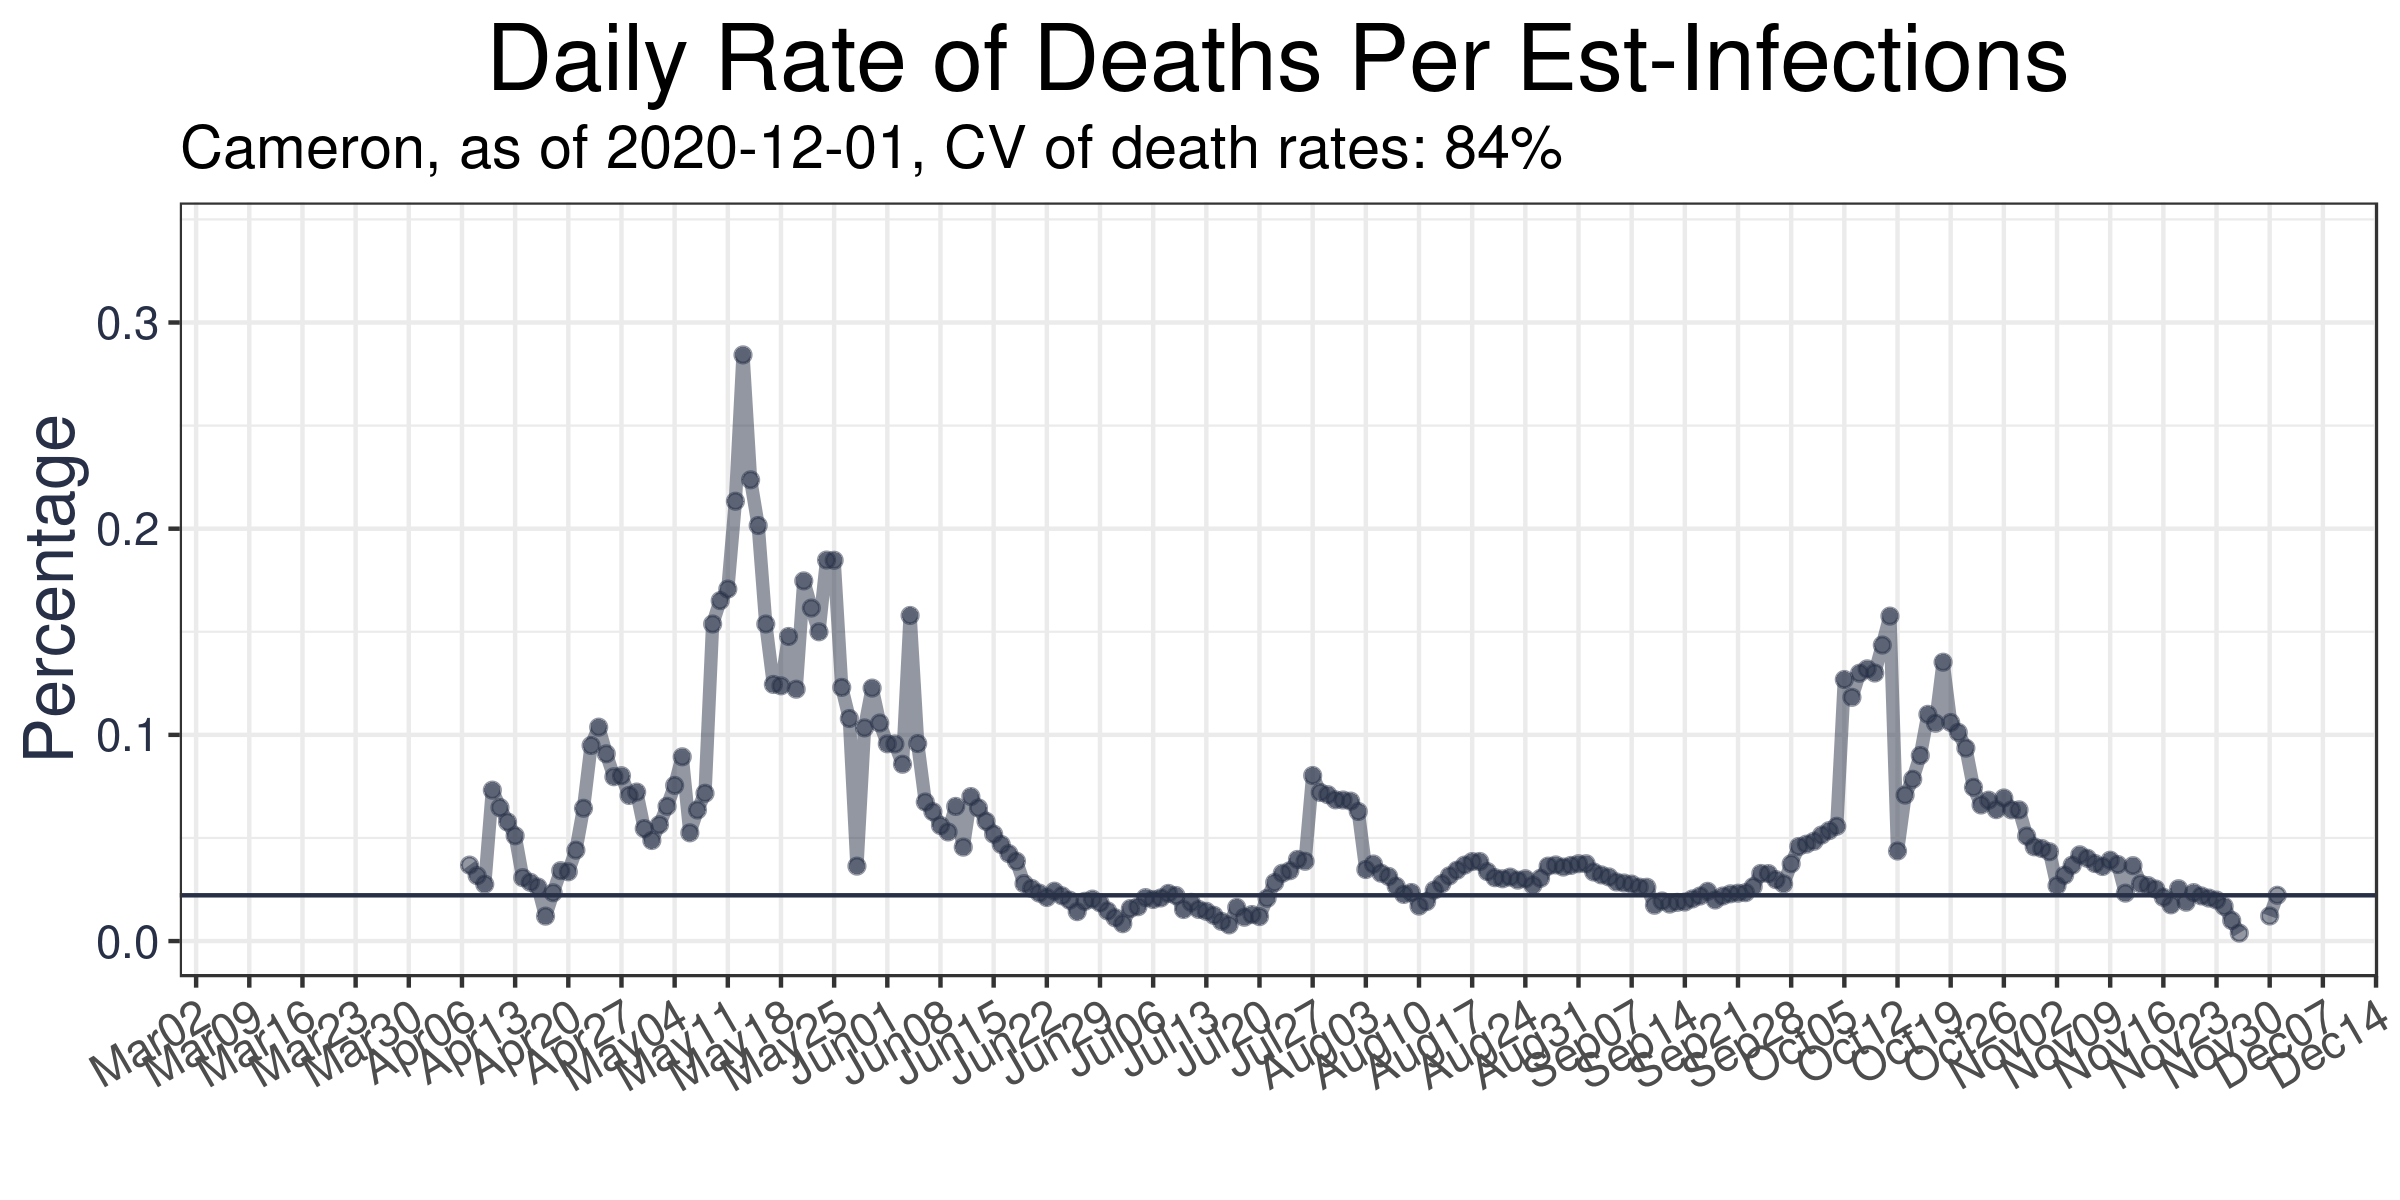 Daily Rate of Deaths Per Est-Infections
Cameron, as of 2020-12-01, CV of death rates: 84%
Percentage
0.3
0.2
0.1
0.0
Mar02 Mar09 Mar16 Mar23 Mar30 Apr06 Apr13 Apr20 Apr27 May04 May11 May18 May25 Jun01 Jun08 Jun15 Jun22 Jun29 Jul06 Jul13 Jul20 Jul27 Aug03 Aug10 Aug17 Aug24 Aug31 Sep07 Sep14 Sep21 Sep28 Oct05 Oct12 Oct19 Oct26 Nov02 Nov09 Nov16 Nov23 Nov30 Dec07 Dec14